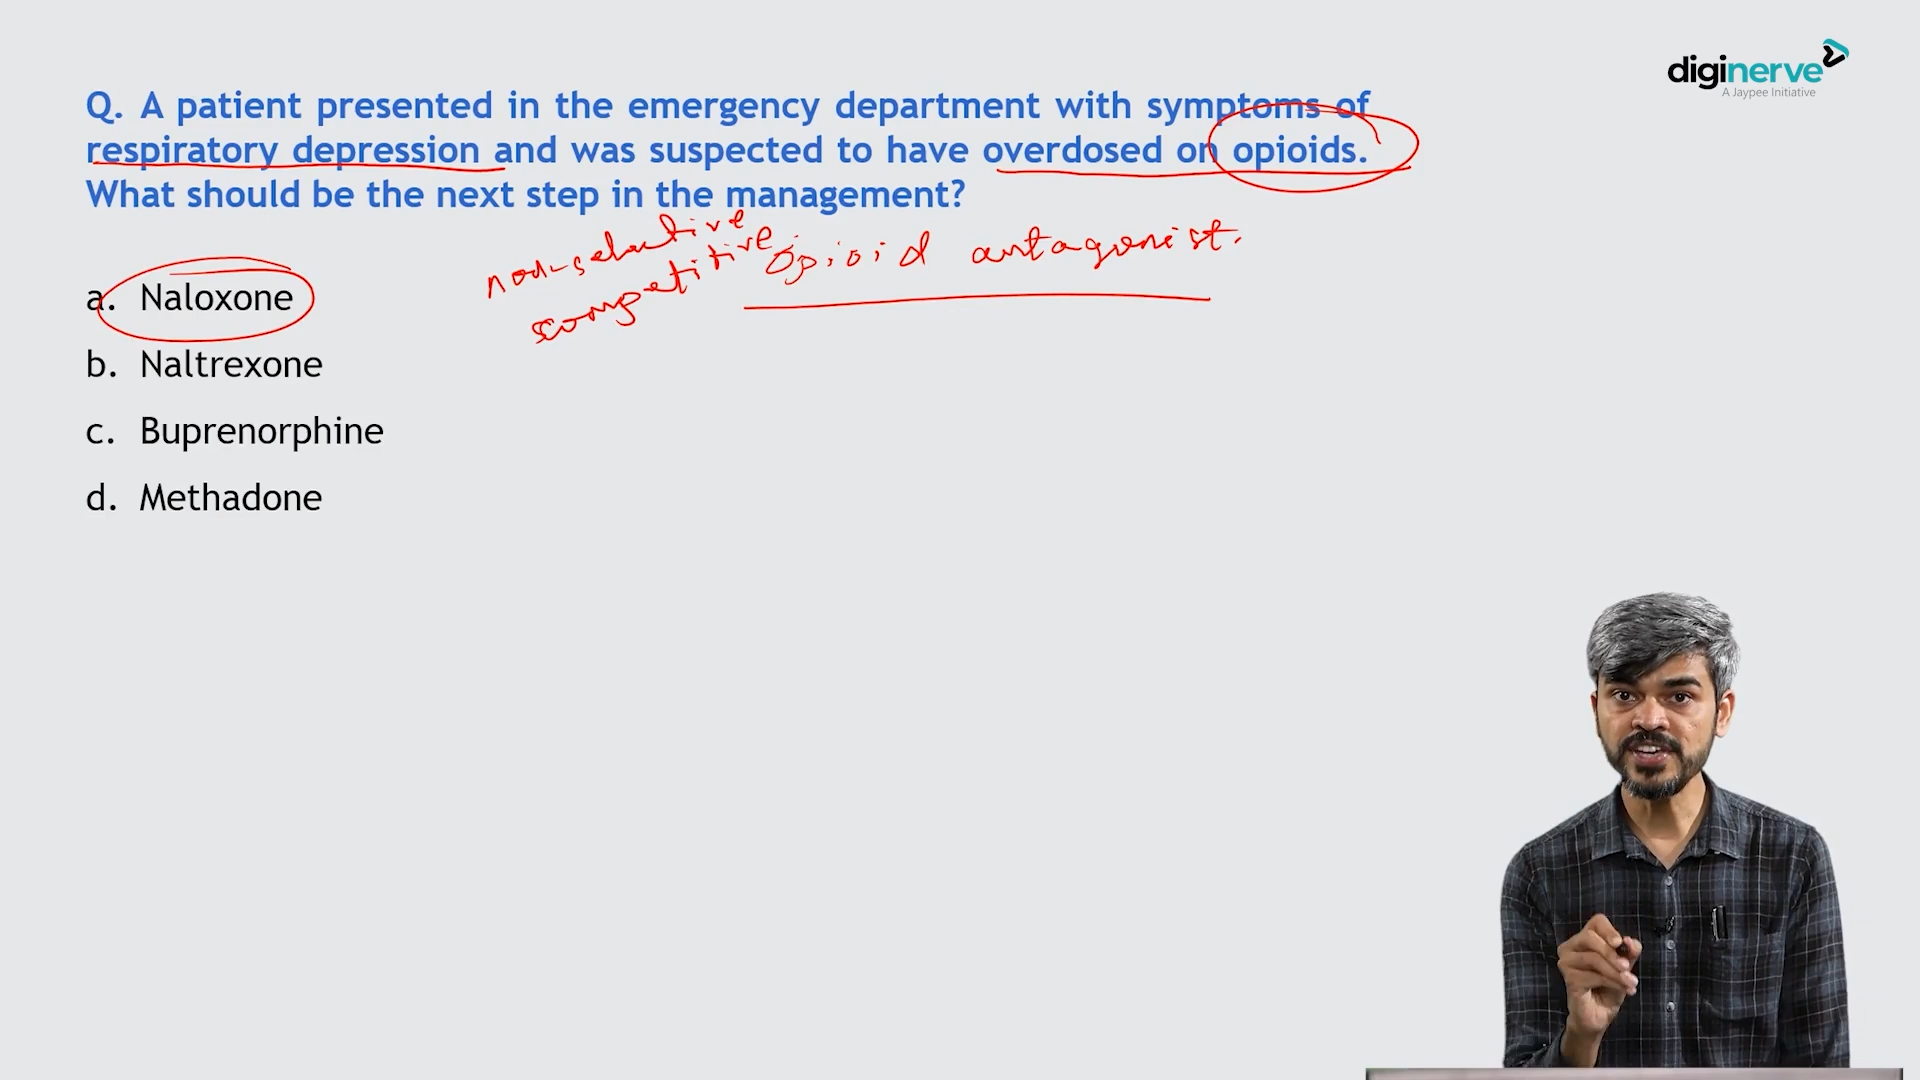 diginerve
A Jaypee Initiative
Q. A patient presented in the emergency department with symptoms of
respiratory depression and was suspected to have overdosed on opioids.
What should be the next step in the management?
non-selective
competitive
opioid antagonist.
a. Naloxone
b. Naltrexone
c. Buprenorphine
d. Methadone